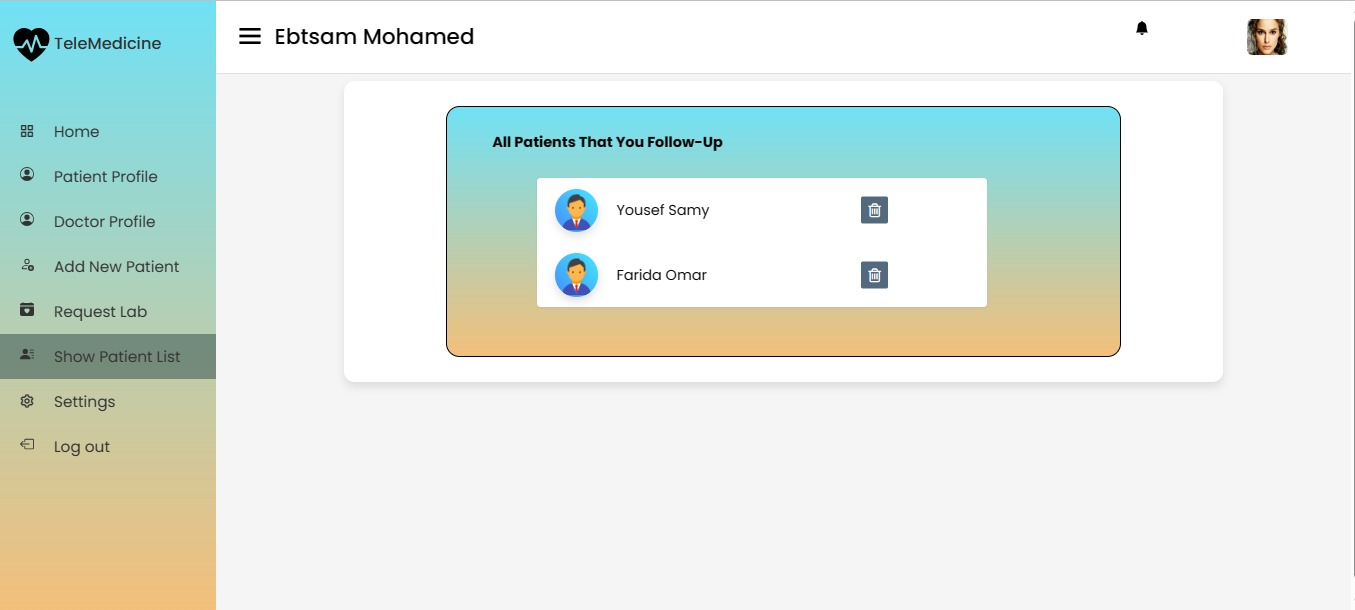 TeleMedicine
Ebtsam Mohamed
Home
Patient Profile
Doctor Profile
Add New Patient
Request Lab
Show Patient List
Settings
Log out
All Patients That You Follow-Up
Yousef Samy
Farida Omar